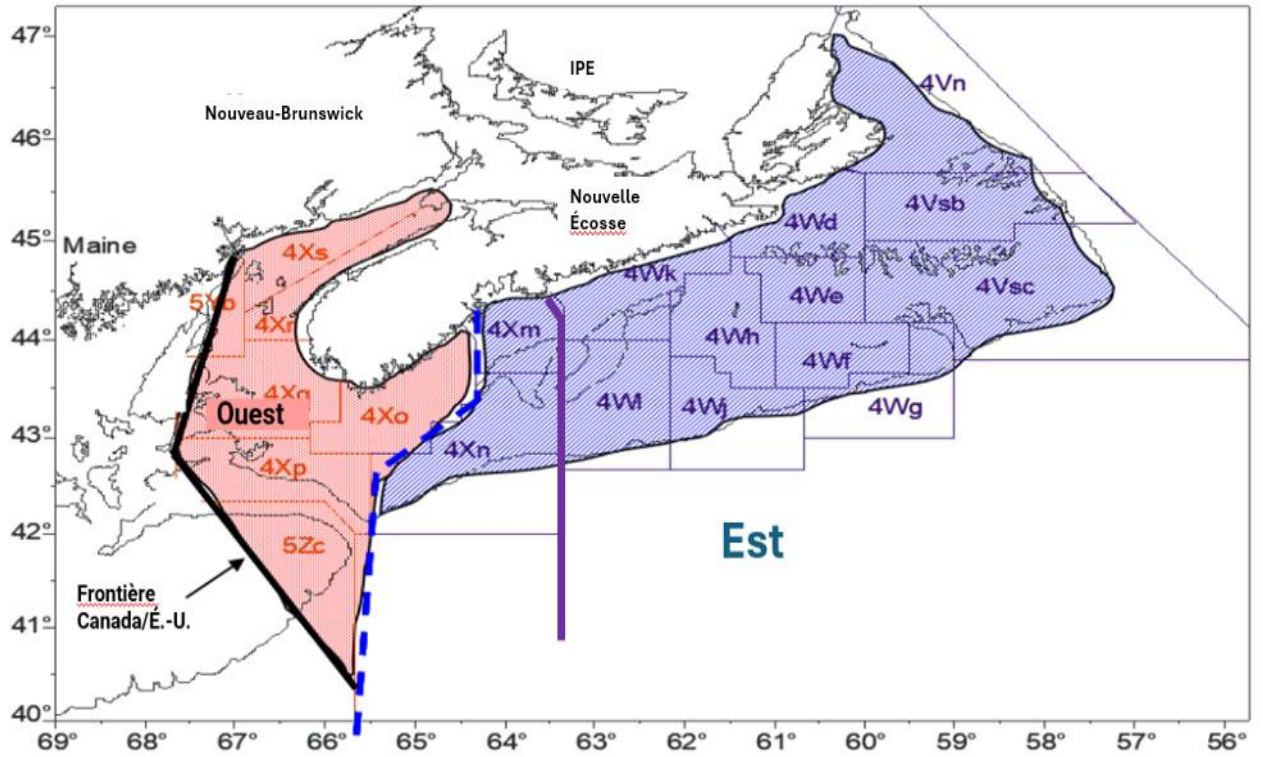 47°
IPE
4Vn
Nouveau-Brunswick
46°
Nouvelle
Écosse
4Vsb
4Wd
45°
Maine
4Xs
4Wk
4Vsc
5Yb
4We
44°
4Xr
4Xm
4Wh
4Wf
4Xq
Ouest
4Xo
4Wl
4Wj
4Wg
43°
4Xn
4Xp
42°
5Zc
Est
Frontière
Canada/É.-U.
41°
40°
69° 68° 67° 66° 65° 64° 63° 62° 61° 60° 59° 58° 57° 56°